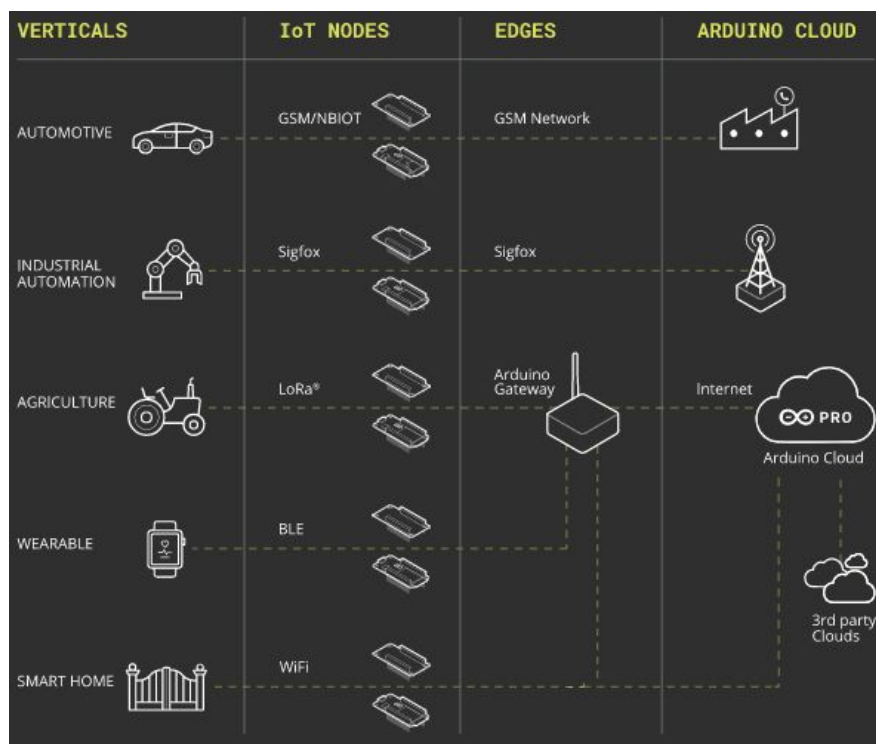 VERTICALS
IoT NODES
EDGES
ARDUINO CLOUD
AUTOMOTIVE
GSM/NBIOT
GSM Network
INDUSTRIAL
AUTOMATION
Sigfox
Sigfox
AGRICULTURE
LoRa®
Arduino
Gateway
Internet
PRO
Arduino Cloud
WEARABLE
BLE
3rd party
Clouds
SMART HOME
WiFi